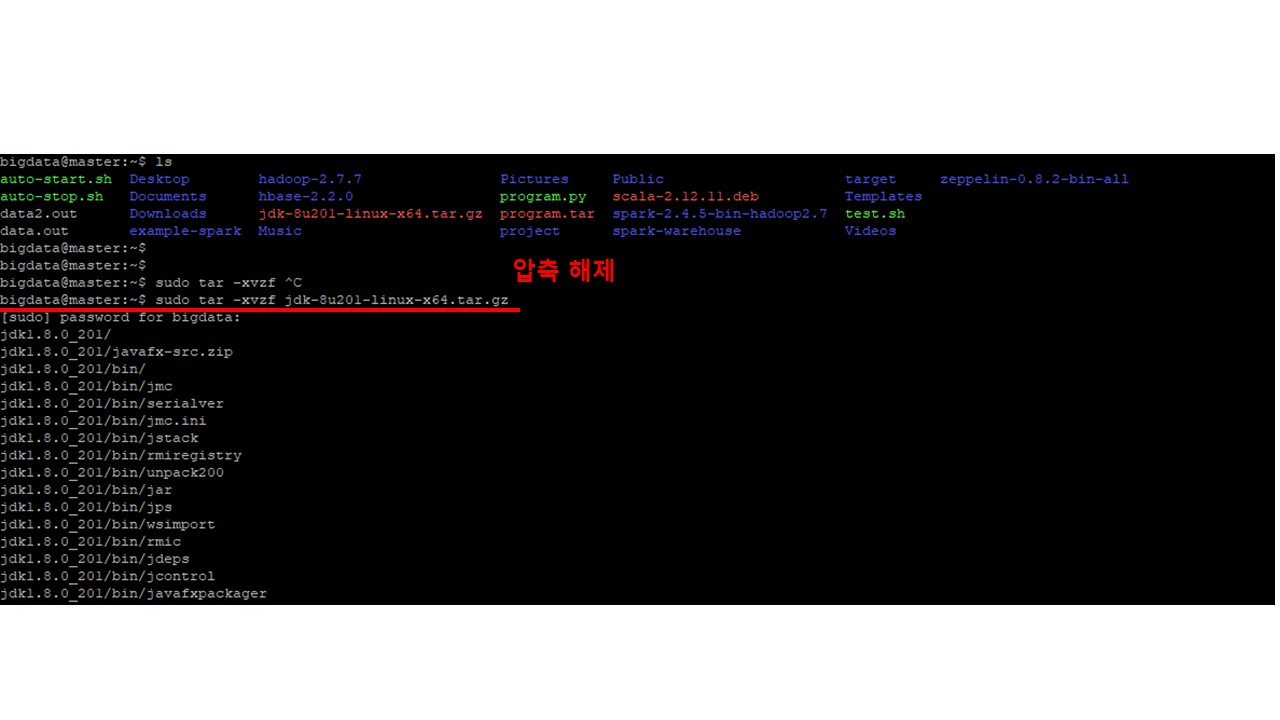 bigdata@master:~$ ls
auto-start.sh Desktop hadoop-2.7.7 Pictures Public target zeppelin-0.8.2-bin-all
auto-stop.sh Documents hbase-2.2.0 program.py scala-2.12.11.deb Templates
data2.out Downloads jdk-8u201-linux-x64.tar.gz program.tar spark-2.4.5-bin-hadoop2.7 test.sh
data.out example-spark Music project spark-warehouse Videos
bigdata@master:~$
bigdata@master:~$
압축 해제
bigdata@master:~$ sudo tar -xvzf ^C
bigdata@master:~$ sudo tar -xvzf jdk-8u201-linux-x64.tar.gz
[sudo] password for bigdata:
jdk1.8.0_201/
jdk1.8.0_201/javafx-src.zip
jdk1.8.0_201/bin/
jdk1.8.0_201/bin/jmc
jdk1.8.0_201/bin/serialver
jdk1.8.0_201/bin/jmc.ini
jdk1.8.0_201/bin/jstack
jdk1.8.0_201/bin/rmiregistry
jdk1.8.0_201/bin/unpack200
jdk1.8.0_201/bin/jar
jdk1.8.0_201/bin/jps
jdk1.8.0_201/bin/wsimport
jdk1.8.0_201/bin/rmic
jdk1.8.0_201/bin/jdeps
jdk1.8.0_201/bin/jcontrol
jdk1.8.0_201/bin/javafxpackager